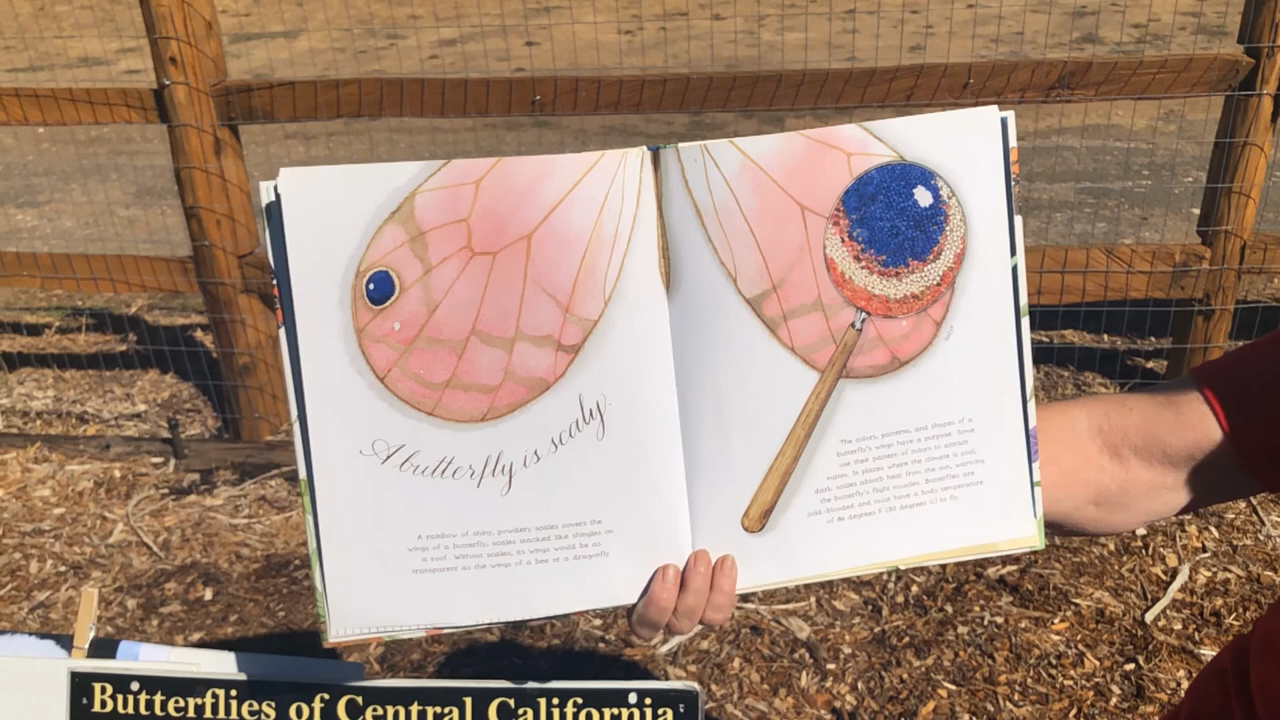 A butterfly is scaly.
A rainbow of shiny, powdery scales covers the
wings of a butterfly, scales stacked like shingles on
a roof. Without scales, its wings would be as
transparent as the wings of a bee or a dragonfly.
The colors, patterns, and shapes of a
butterfly's wings have a purpose. Some
use their pattern of colors to attract
mates. In places where the climate is cool,
dark scales absorb heat from the sun, warming
the butterfly's flight muscles. Butterflies are
cold-blooded and must have a body temperature
of 86 degrees F (30 degrees C) to fly.
Butterflies of Central California